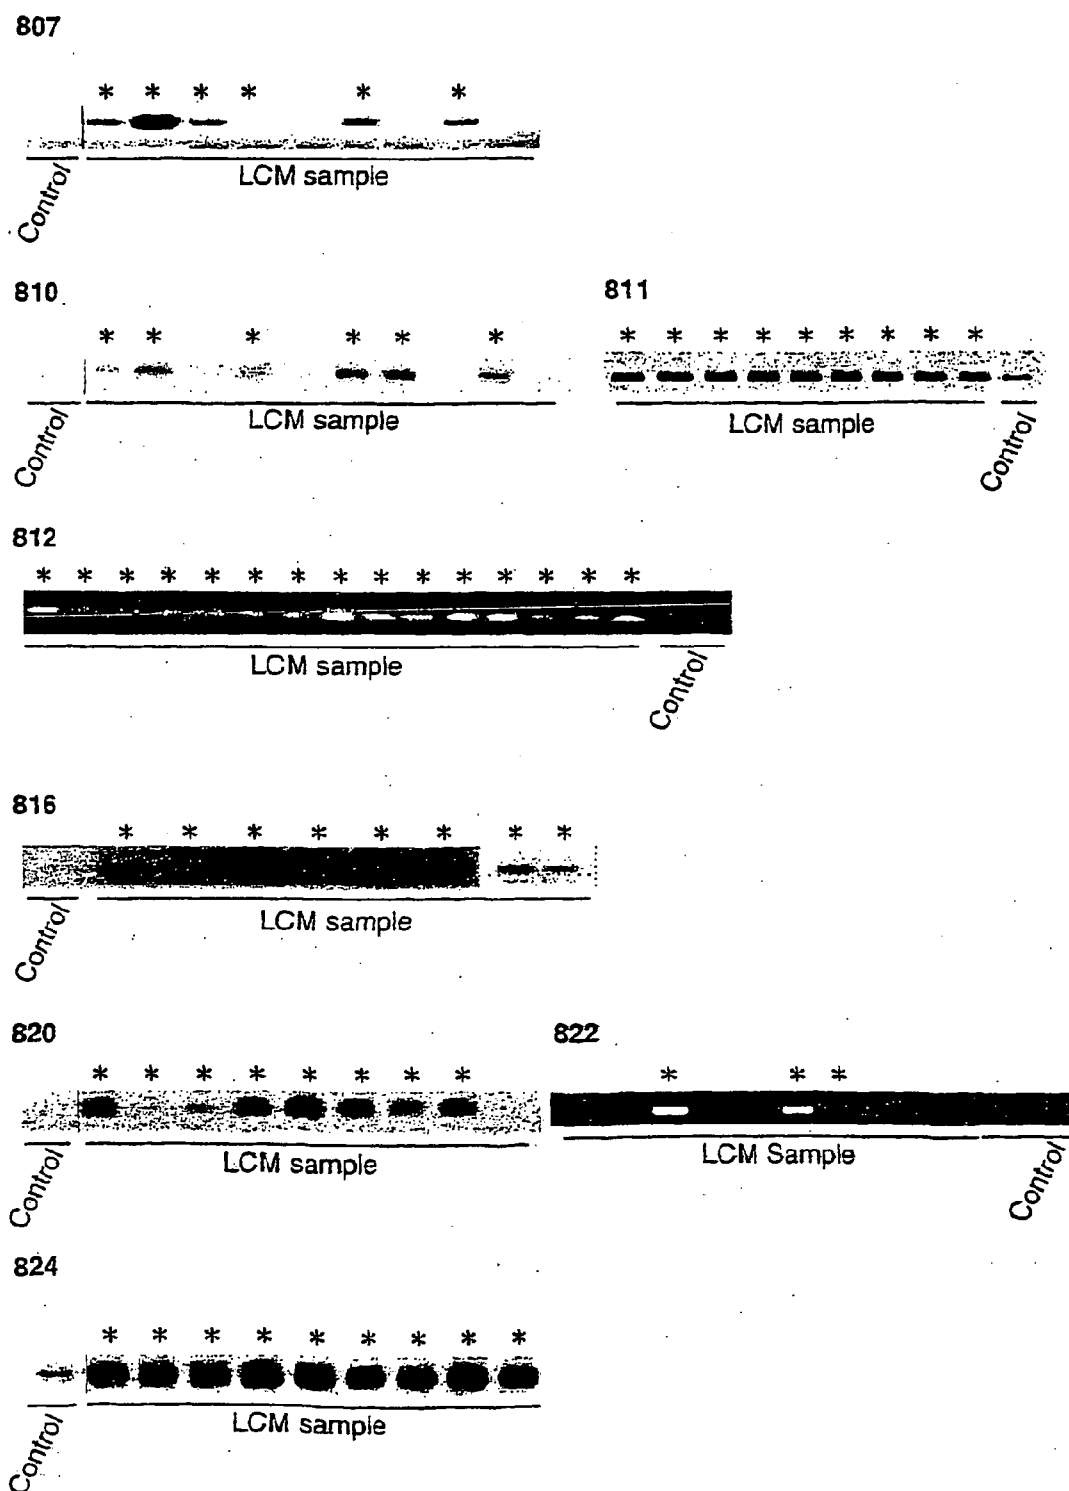 807
* * * * * *
LCM sample
Control
810
* * * * * *
LCM sample
Control
811
* * * * * * * * *
LCM sample
Control
812
* * * * * * * * * * * * * * *
LCM sample
Control
816
* * * * * * * *
LCM sample
Control
820
* * * * * * * *
LCM sample
Control
822
* * *
LCM Sample
Control
824
* * * * * * * * *
LCM sample
Control